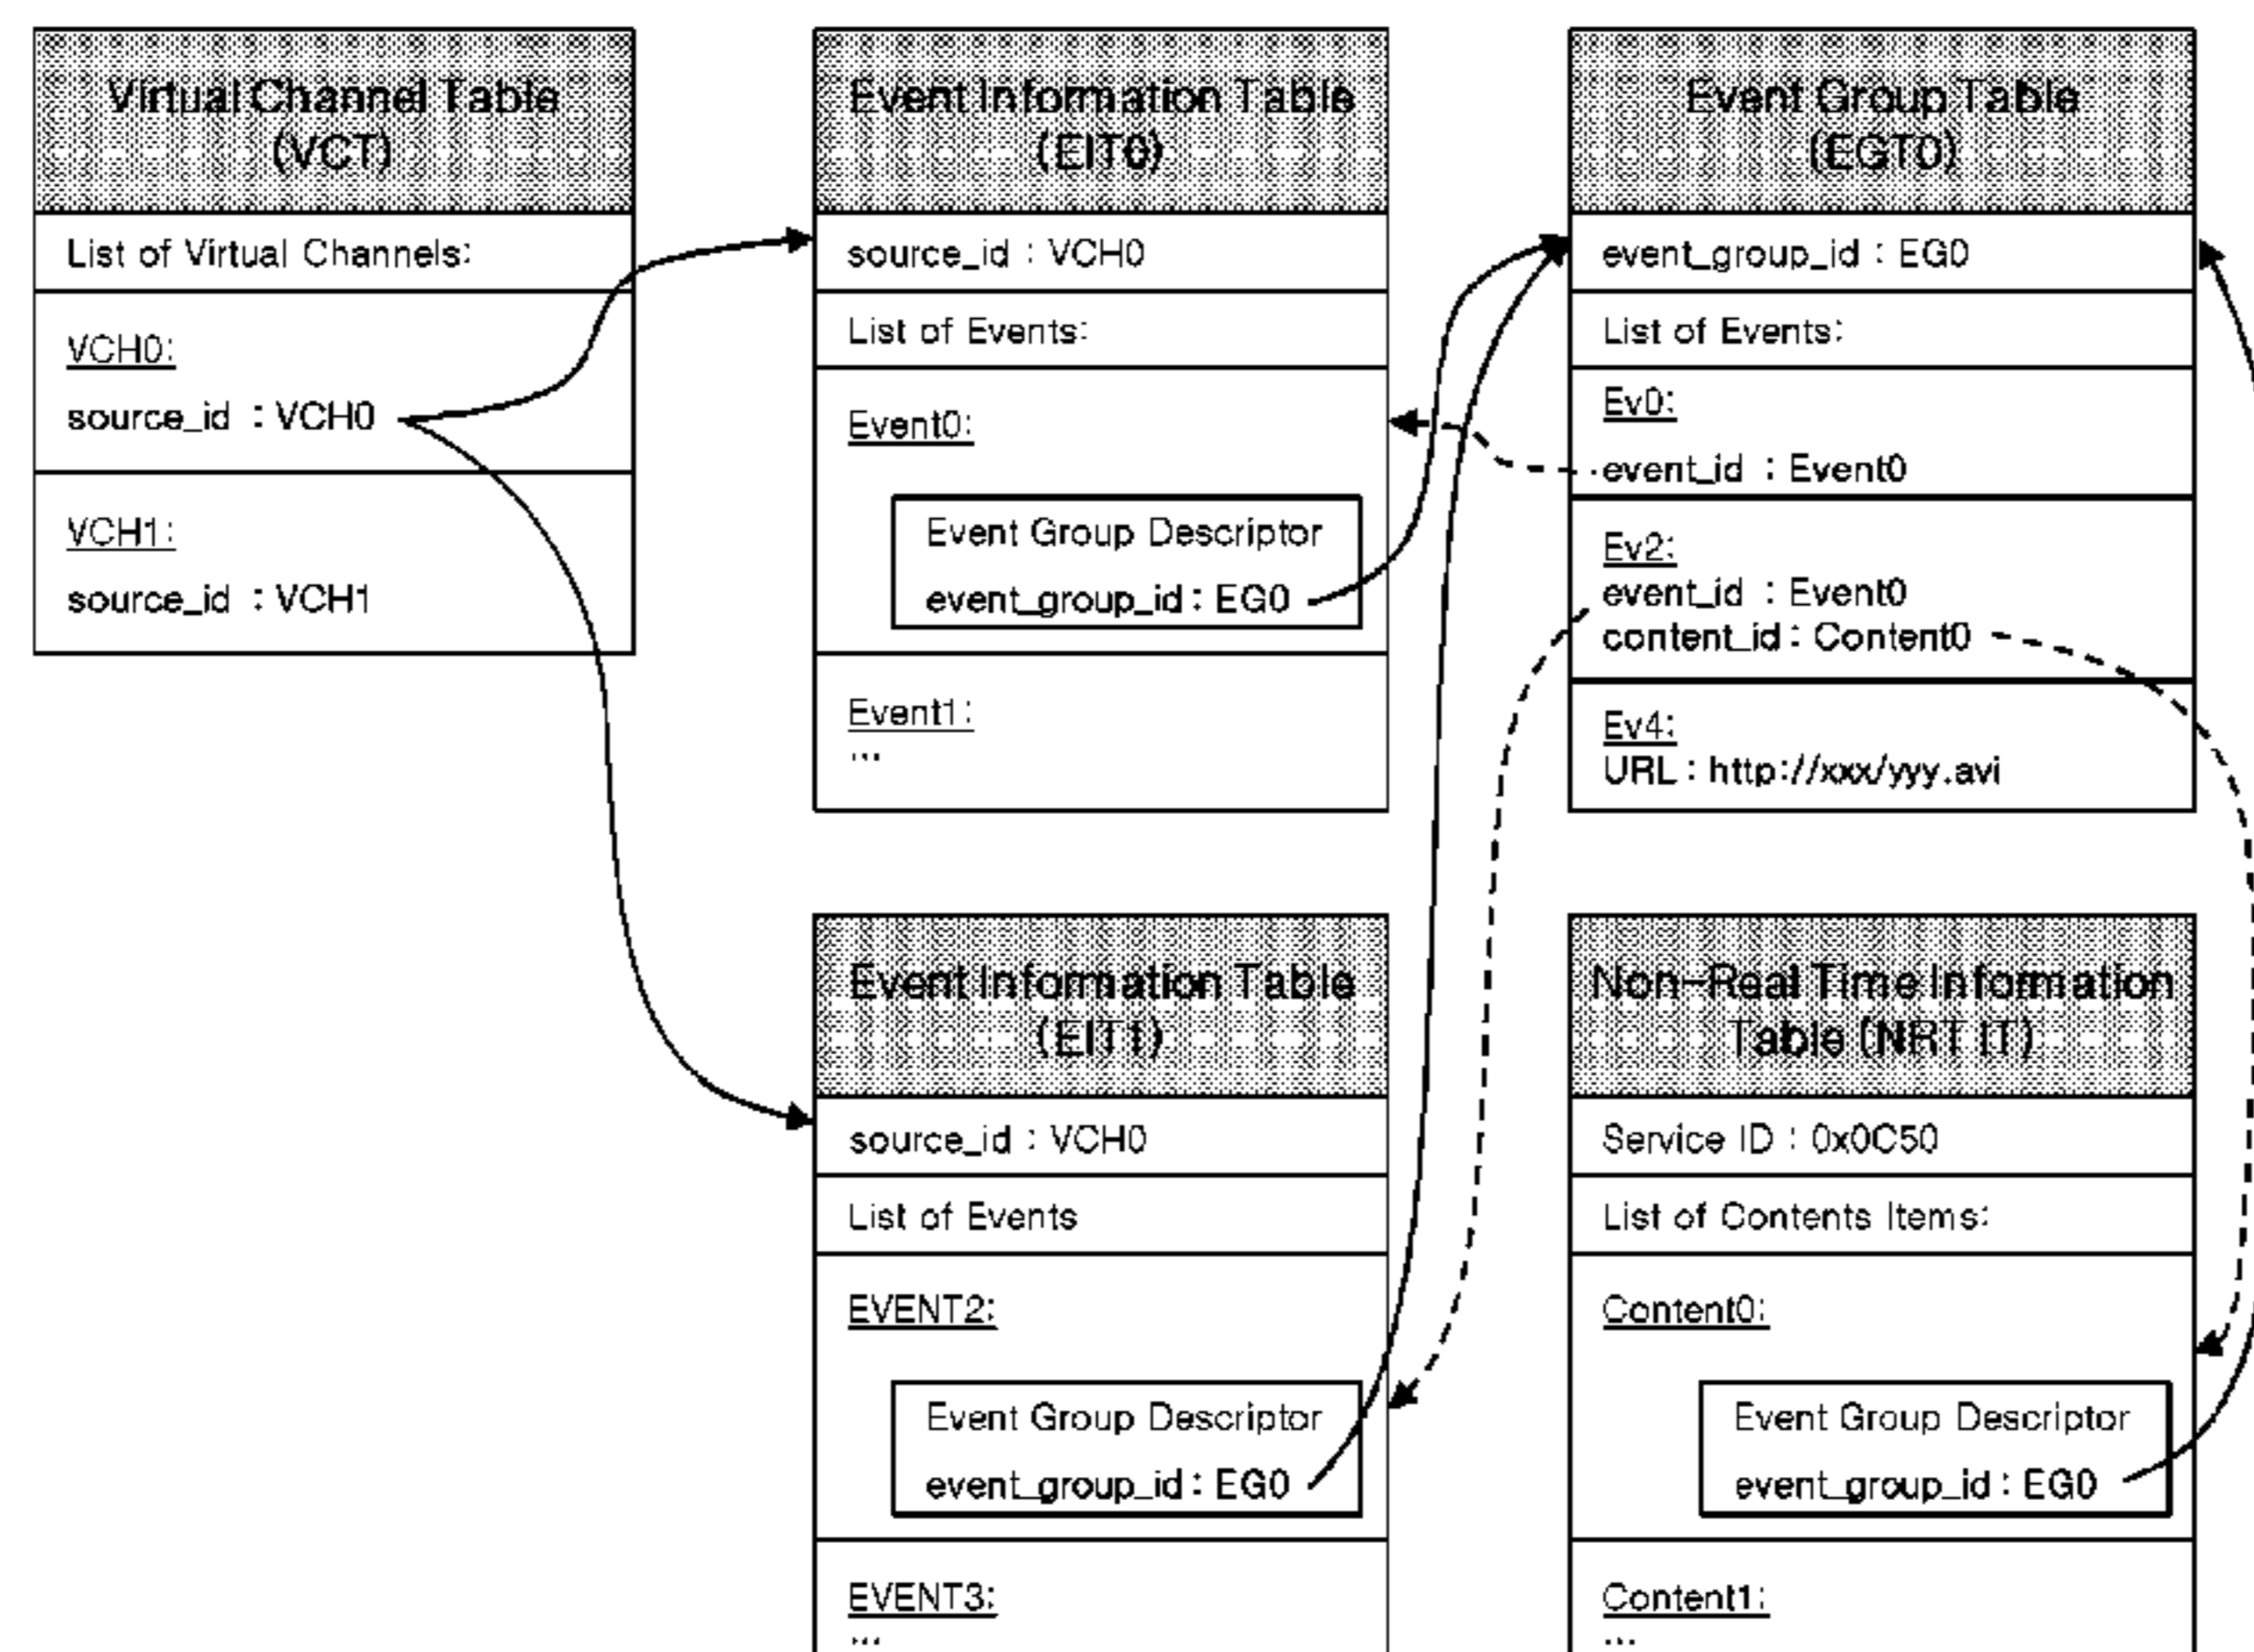 Virtual Channel Table
(VCT)
List of Virtual Channels:
VCH0:
source_id : VCH0
VCH1:
source_id : VCH1
Event Information Table
(EIT0)
source_id : VCH0
List of Events:
Event0:
Event Group Descriptor
event_group_id : EG0
Event1:
...
Event Group Table
(EGT0)
event_group_id : EG0
List of Events:
Ev0:
event_id : Event0
Ev2:
event_id : Event0
content_id : Content0
Ev4:
URL : http://xxx/yyy.avi
Event Information Table
(EIT1)
source_id : VCH0
List of Events
EVENT2:
Event Group Descriptor
event_group_id : EG0
EVENT3:
...
Non-Real Time Information
Table (NRT IT)
Service ID : 0x0C50
List of Contents Items:
Content0:
Event Group Descriptor
event_group_id : EG0
Content1:
...